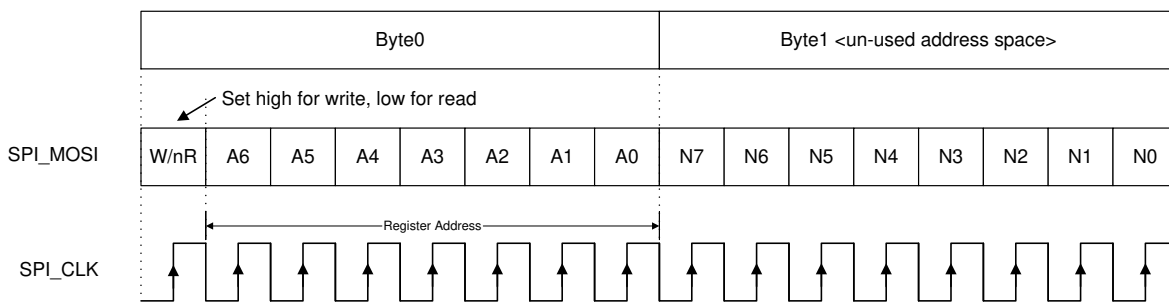 Byte0 Byte1 <un-used address space>
Set high for write, low for read
SPI_MOSI W/nR A6 A5 A4 A3 A2 A1 A0 N7 N6 N5 N4 N3 N2 N1 N0
Register Address
SPI_CLK